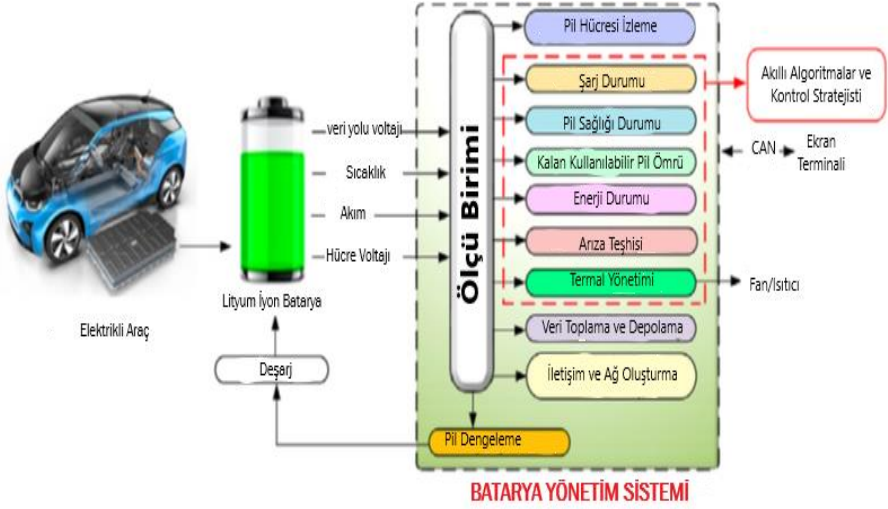 Pil Hücresi İzleme
Şarj Durumu
Akıllı Algoritmalar ve
Kontrol Stratejisti
Pil Sağlığı Durumu
veri yolu voltajı
CAN
Ekran
Terminali
Kalan Kullanılabilir Pil Ömrü
Sıcaklık
Enerji Durumu
Akım
Arıza Teşhisi
Hücre Voltajı
Ölçü Birimi
Termal Yönetimi
Fan/Isıtıcı
Lityum İyon Batarya
Elektrikli Araç
Veri Toplama ve Depolama
Deşarj
İletişim ve Ağ Oluşturma
Pil Dengeleme
BATARYA YÖNETİM SİSTEMİ